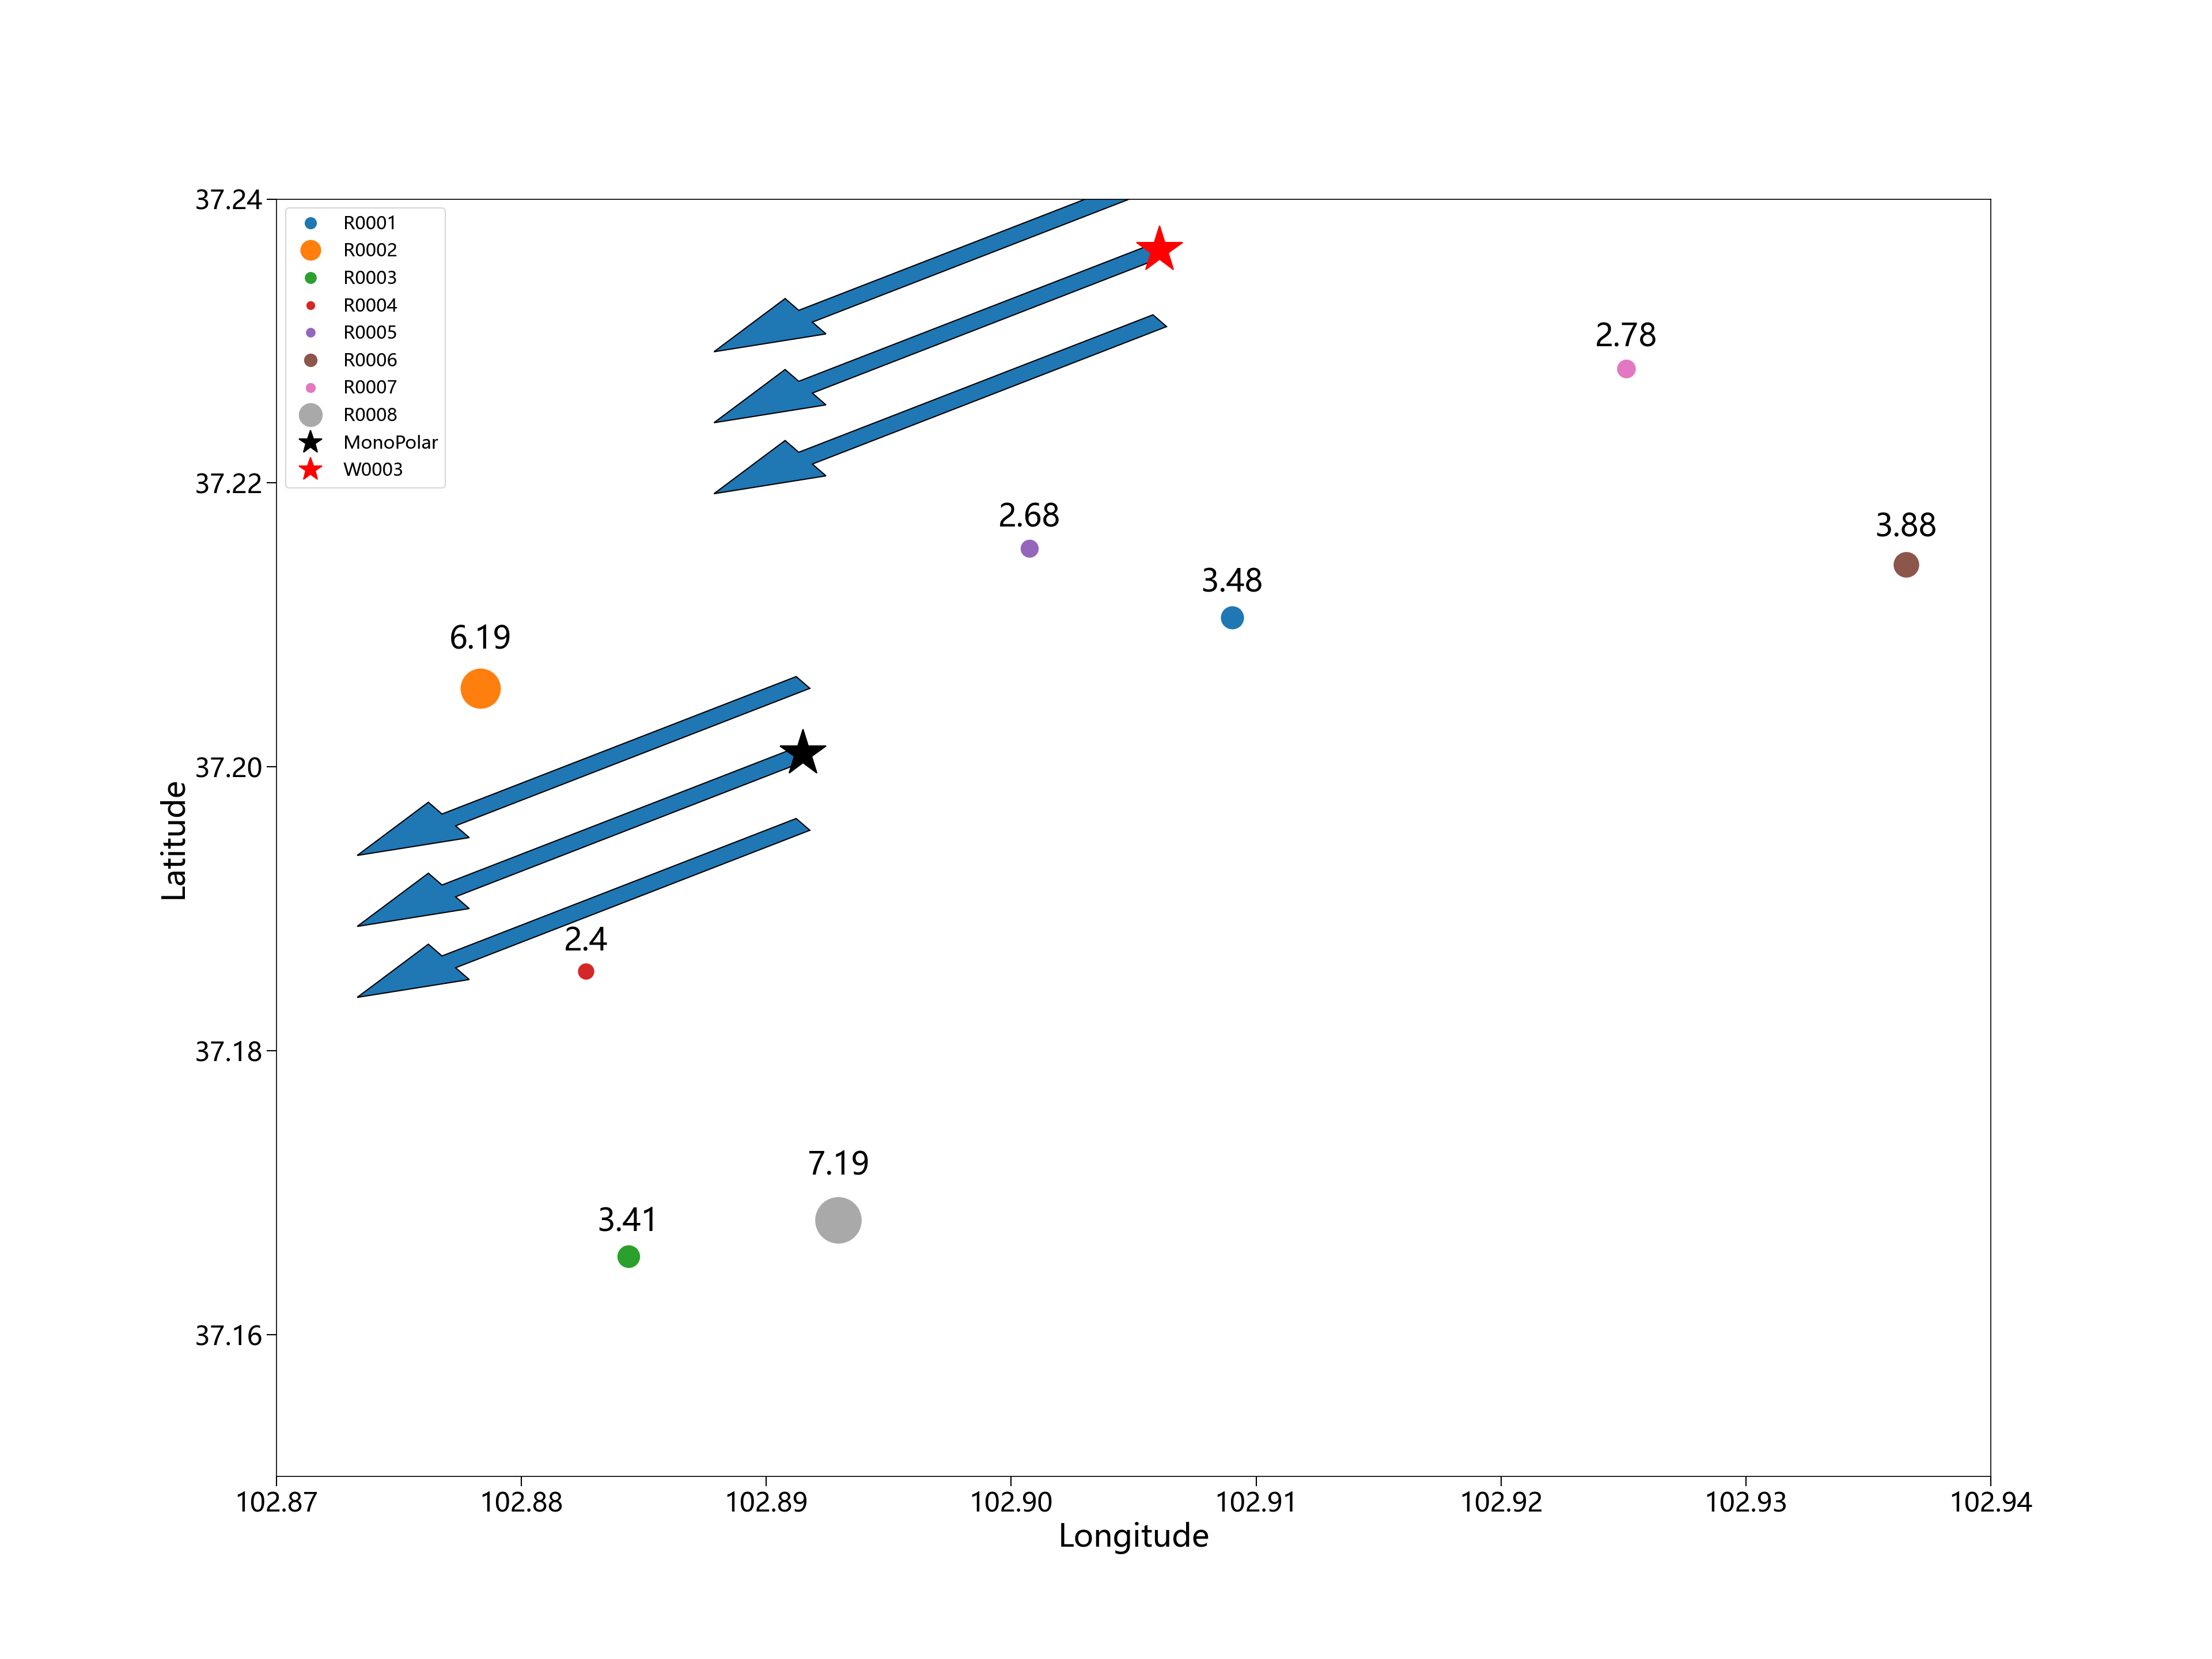 37.24
37.22
37.20
37.18
37.16
Latitude
R0001
R0002
R0003
R0004
R0005
R0006
R0007
R0008
MonoPolar
W0003
2.78
2.68
3.88
3.48
6.19
2.4
7.19
3.41
102.87 102.88 102.89 102.90 102.91 102.92 102.93 102.94
Longitude